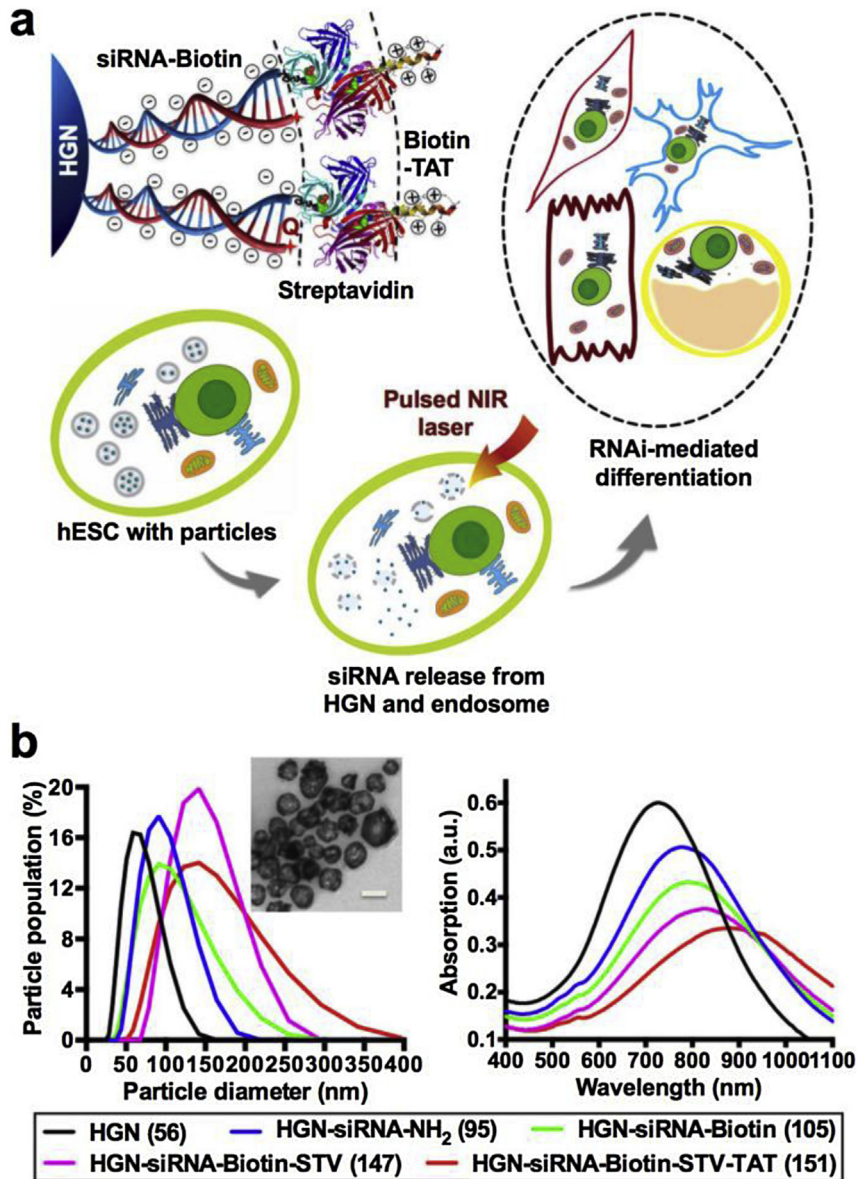 a
siRNA-Biotin
HGN
Biotin
-TAT
Q
Streptavidin
Pulsed NIR
laser
RNAi-mediated
differentiation
hESC with particles
siRNA release from
HGN and endosome
b
Particle population (%)
20
16
12
8
4
0
0 50 100 150 200 250 300 350 400
Particle diameter (nm)
Absorption (a.u.)
0.6
0.5
0.4
0.3
0.2
0.1
400 500 600 700 800 900 1000 1100
Wavelength (nm)
HGN (56) HGN-siRNA-NH₂ (95) HGN-siRNA-Biotin (105)
HGN-siRNA-Biotin-STV (147) HGN-siRNA-Biotin-STV-TAT (151)